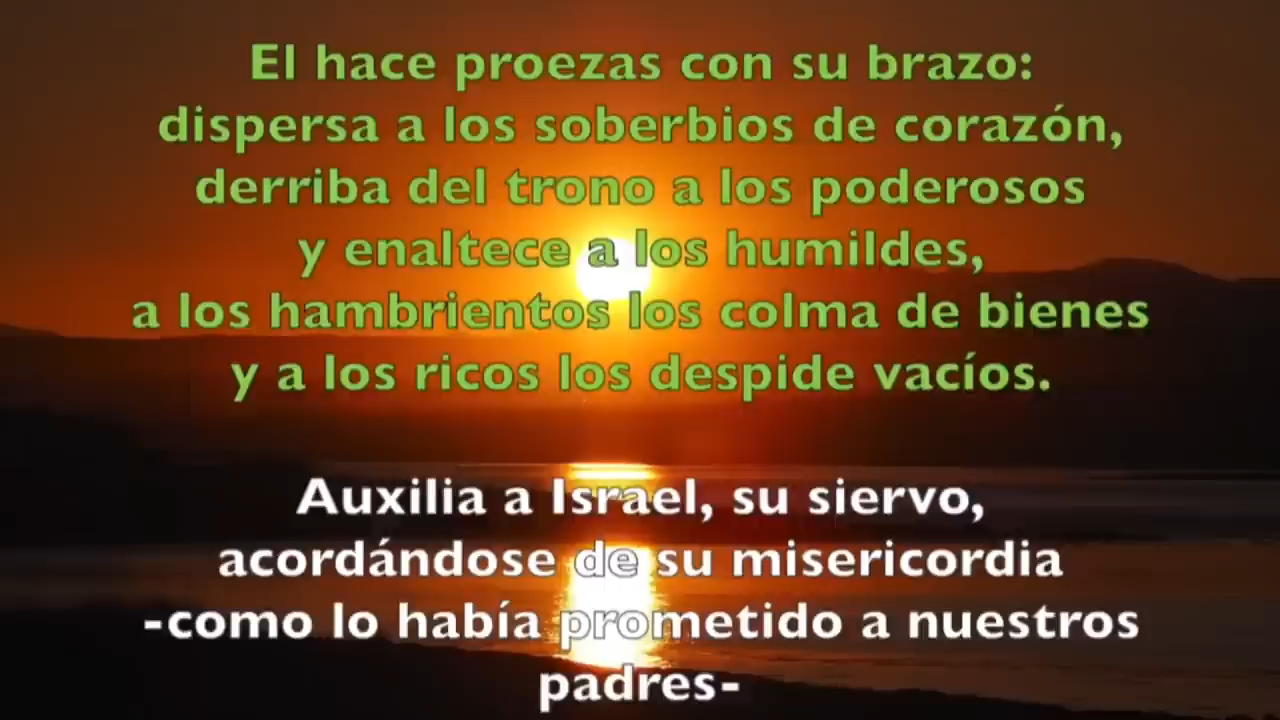 El hace proezas con su brazo:
dispersa a los soberbios de corazón,
derriba del trono a los poderosos
y enaltece a los humildes,
a los hambrientos los colma de bienes
y a los ricos los despide vacíos.
Auxilia a Israel, su siervo,
acordándose de su misericordia
-como lo había prometido a nuestros
padres-